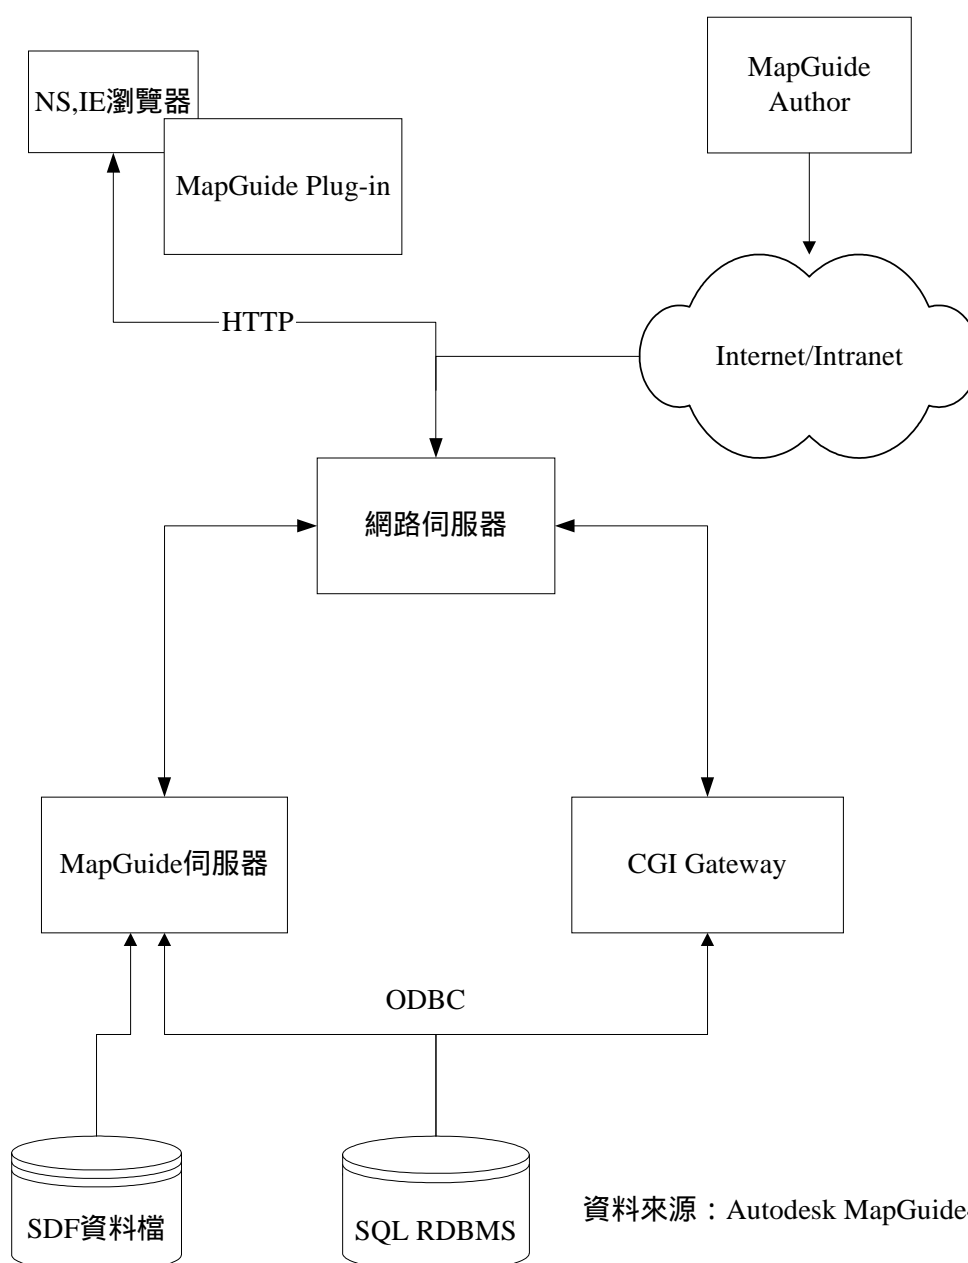 NS,IE瀏覽器
MapGuide
Author
MapGuide Plug-in
HTTP
Internet/Intranet
網路伺服器
MapGuide伺服器
CGI Gateway
ODBC
SDF資料檔
SQL RDBMS
資料來源：Autodesk MapGuide